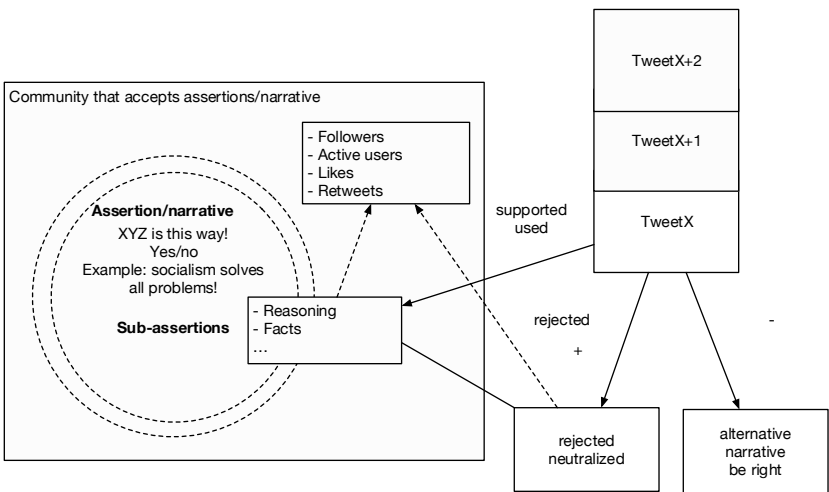 TweetX+2
Community that accepts assertions/narrative
- Followers
- Active users
- Likes
- Retweets
TweetX+1
Assertion/narrative
XYZ is this way!
Yes/no
Example: socialism solves
all problems!
Sub-assertions
- Reasoning
- Facts
...
supported
used
TweetX
rejected
+
-
rejected
neutralized
alternative
narrative
be right